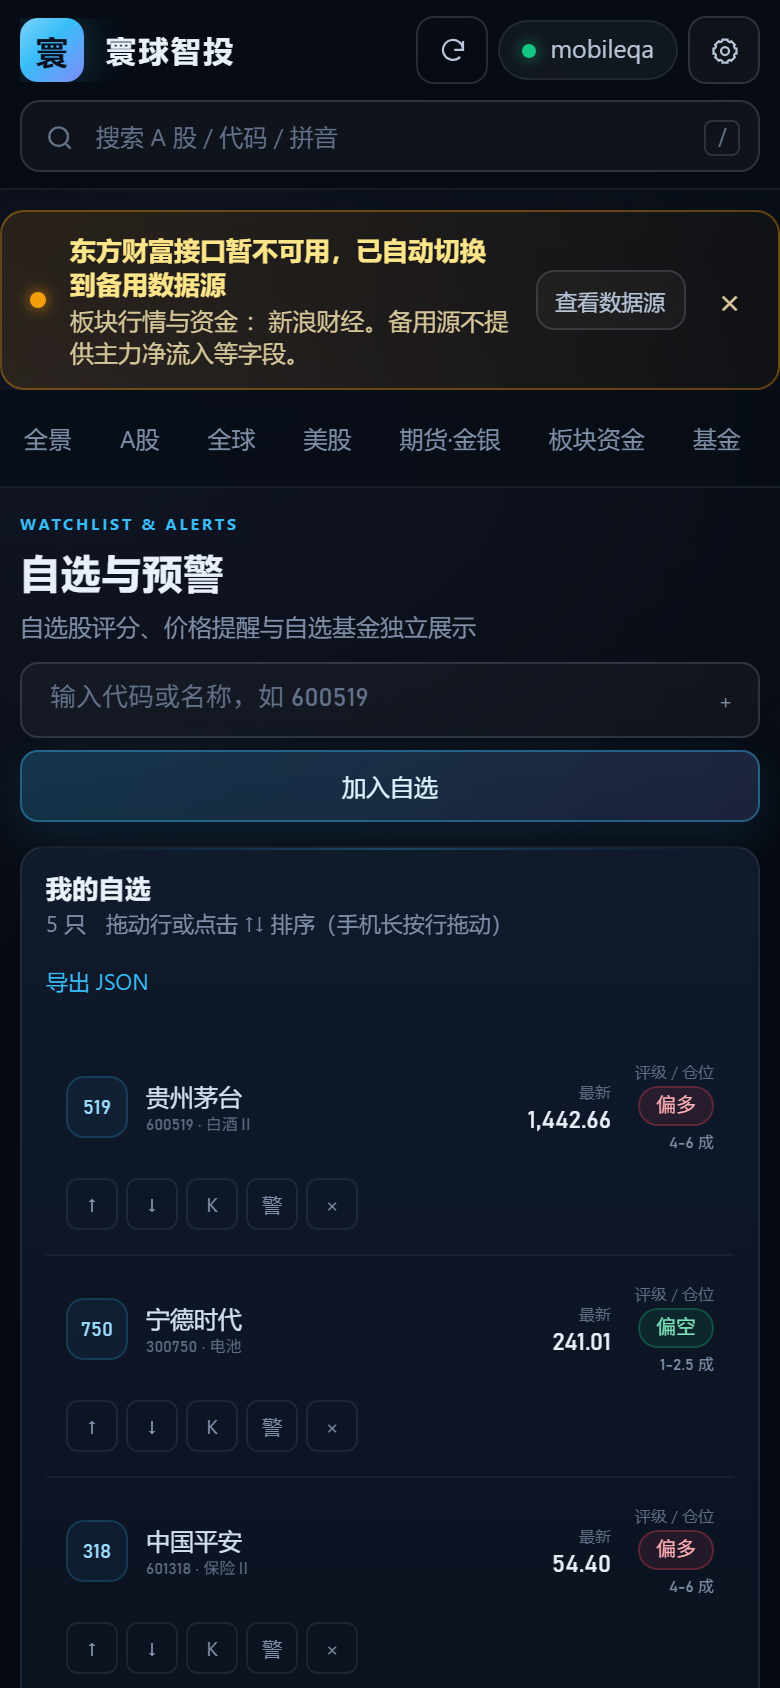 寰 寰球智投 mobileqa
搜索 A 股 / 代码 / 拼音 /
东方财富接口暂不可用，已自动切换
到备用数据源
板块行情与资金 ：新浪财经。备用源不提
供主力净流入等字段。
查看数据源 ×
全景 A股 全球 美股 期货·金银 板块资金 基金
WATCHLIST & ALERTS
自选与预警
自选股评分、价格提醒与自选基金独立展示
输入代码或名称，如 600519 +
加入自选
我的自选
5 只 拖动行或点击 ↑↓ 排序（手机长按行拖动）
导出 JSON
519 贵州茅台
600519 · 白酒Ⅱ
最新
1,442.66
评级 / 仓位
偏多
4-6 成
↑ ↓ K 警 ×
750 宁德时代
300750 · 电池
最新
241.01
评级 / 仓位
偏空
1-2.5 成
↑ ↓ K 警 ×
318 中国平安
601318 · 保险Ⅱ
最新
54.40
评级 / 仓位
偏多
4-6 成
↑ ↓ K 警 ×